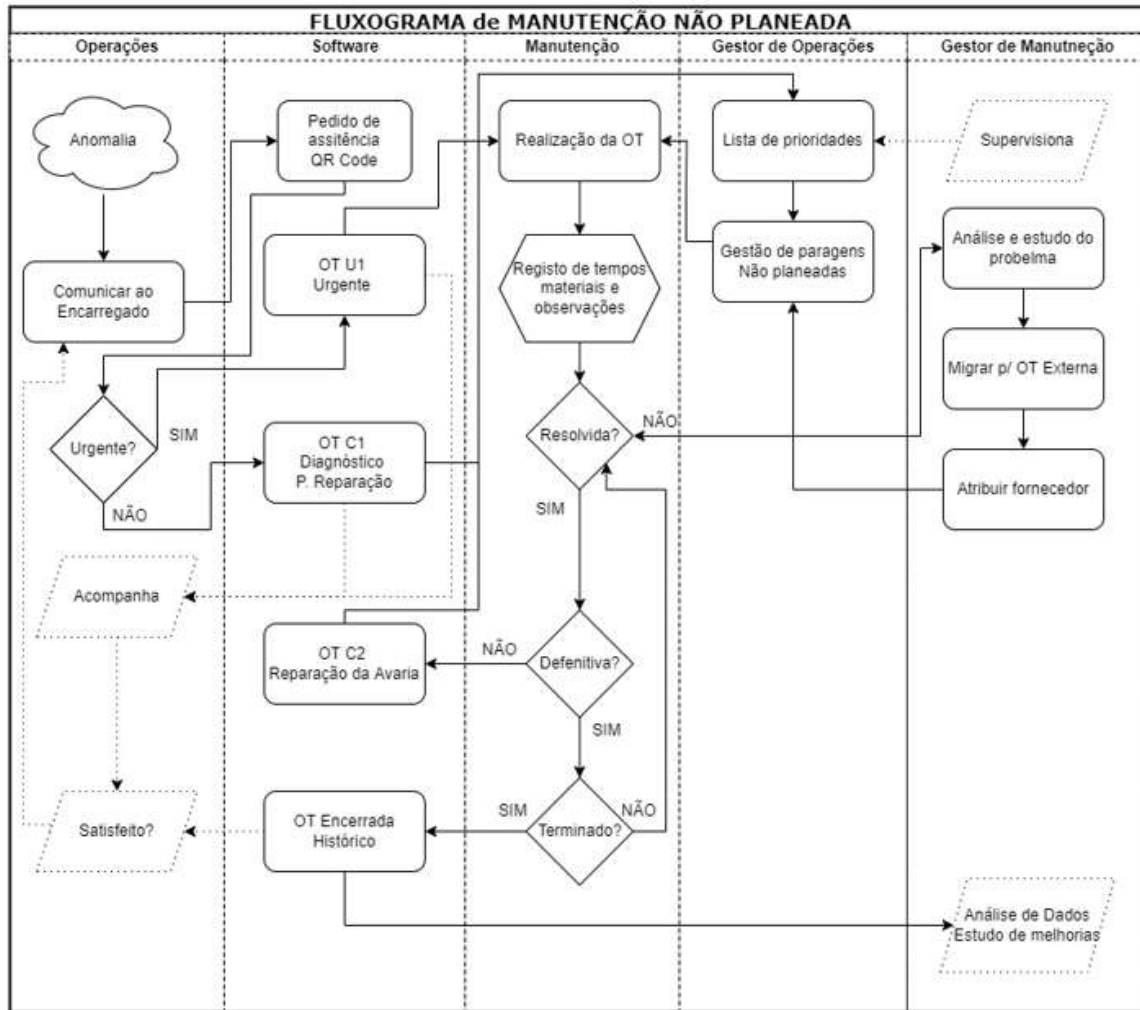 FLUXOGRAMA de MANUTENÇÃO NÃO PLANEADA
Operações
Software
Manutenção
Gestor de Operações
Gestor de Manutneção
Anomalia
Pedido de
assitência
QR Code
Realização da OT
Lista de prioridades
Supervisiona
Comunicar ao
Encarregado
OT U1
Urgente
Registo de tempos
materiais e
observações
Gestão de paragens
Não planeadas
Análise e estudo do
probelma
Migrar p/ OT Externa
Urgente?
SIM
NÃO
OT C1
Diagnòstico
P. Reparação
Resolvida?
NÃO
SIM
Atribuir fornecedor
Acompanha
OT C2
Reparação da Avaria
NÃO
Defenitiva?
SIM
Satisfeito?
OT Encerrada
Histórico
SIM
Terminado?
NÃO
Análise de Dados
Estudo de melhorias